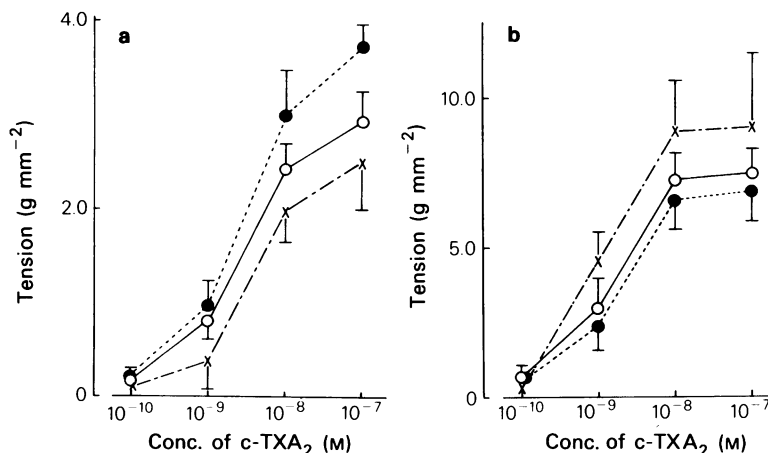 a
Tension (g mm⁻²)
4.0
2.0
0
10⁻¹⁰ 10⁻⁹ 10⁻⁸ 10⁻⁷
Conc. of c-TXA₂ (M)
b
Tension (g mm⁻²)
10.0
5.0
0
10⁻¹⁰ 10⁻⁹ 10⁻⁸ 10⁻⁷
Conc. of c-TXA₂ (M)